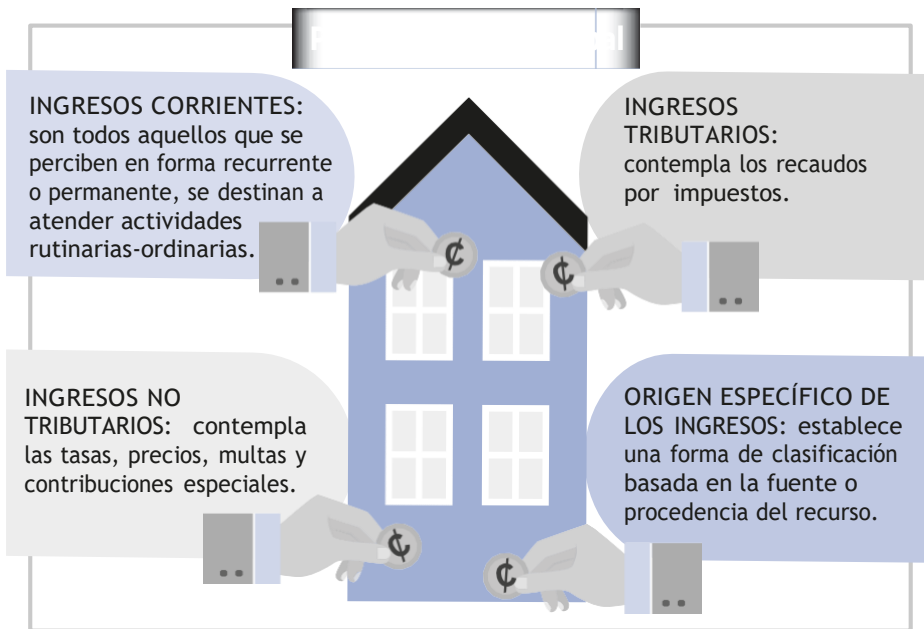 INGRESOS CORRIENTES:
son todos aquellos que se
perciben en forma recurrente
o permanente, se destinan a
atender actividades
rutinarias-ordinarias.
INGRESOS
TRIBUTARIOS:
contempla los recaudos
por impuestos.
INGRESOS NO
TRIBUTARIOS: contempla
las tasas, precios, multas y
contribuciones especiales.
ORIGEN ESPECÍFICO DE
LOS INGRESOS: establece
una forma de clasificación
basada en la fuente o
procedencia del recurso.
¢
¢
¢
¢